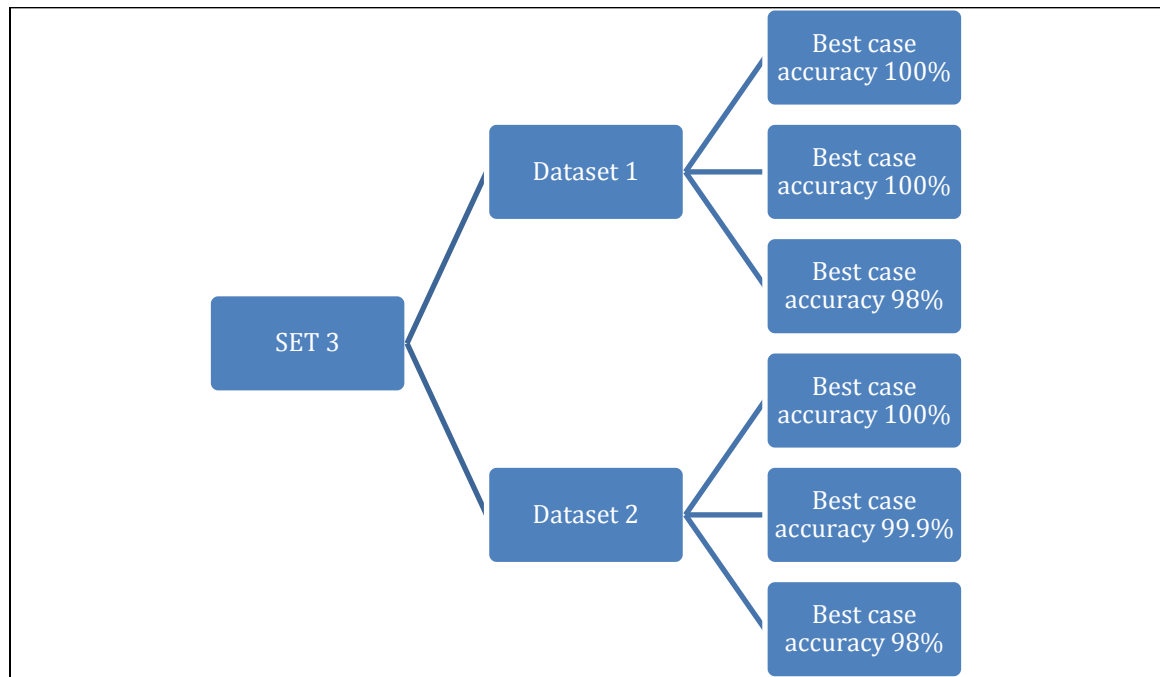 SET 3
Dataset 1
Best case
accuracy 100%
Best case
accuracy 100%
Best case
accuracy 98%
Dataset 2
Best case
accuracy 100%
Best case
accuracy 99.9%
Best case
accuracy 98%